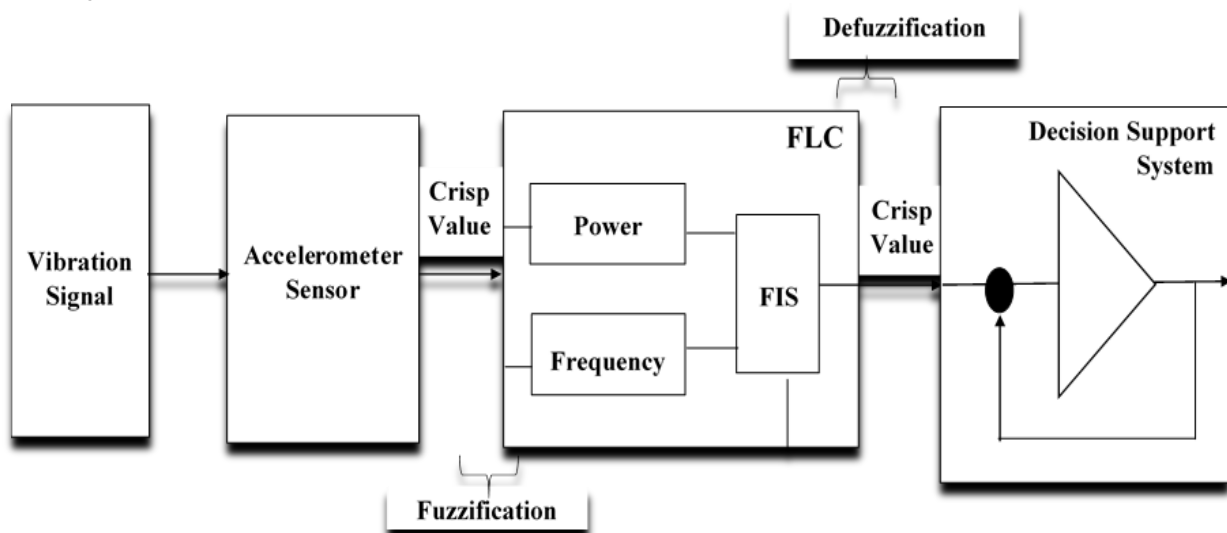 Defuzzification
Vibration
Signal
Accelerometer
Sensor
Crisp
Value
FLC
Power
Frequency
FIS
Crisp
Value
Decision Support
System
Fuzzification